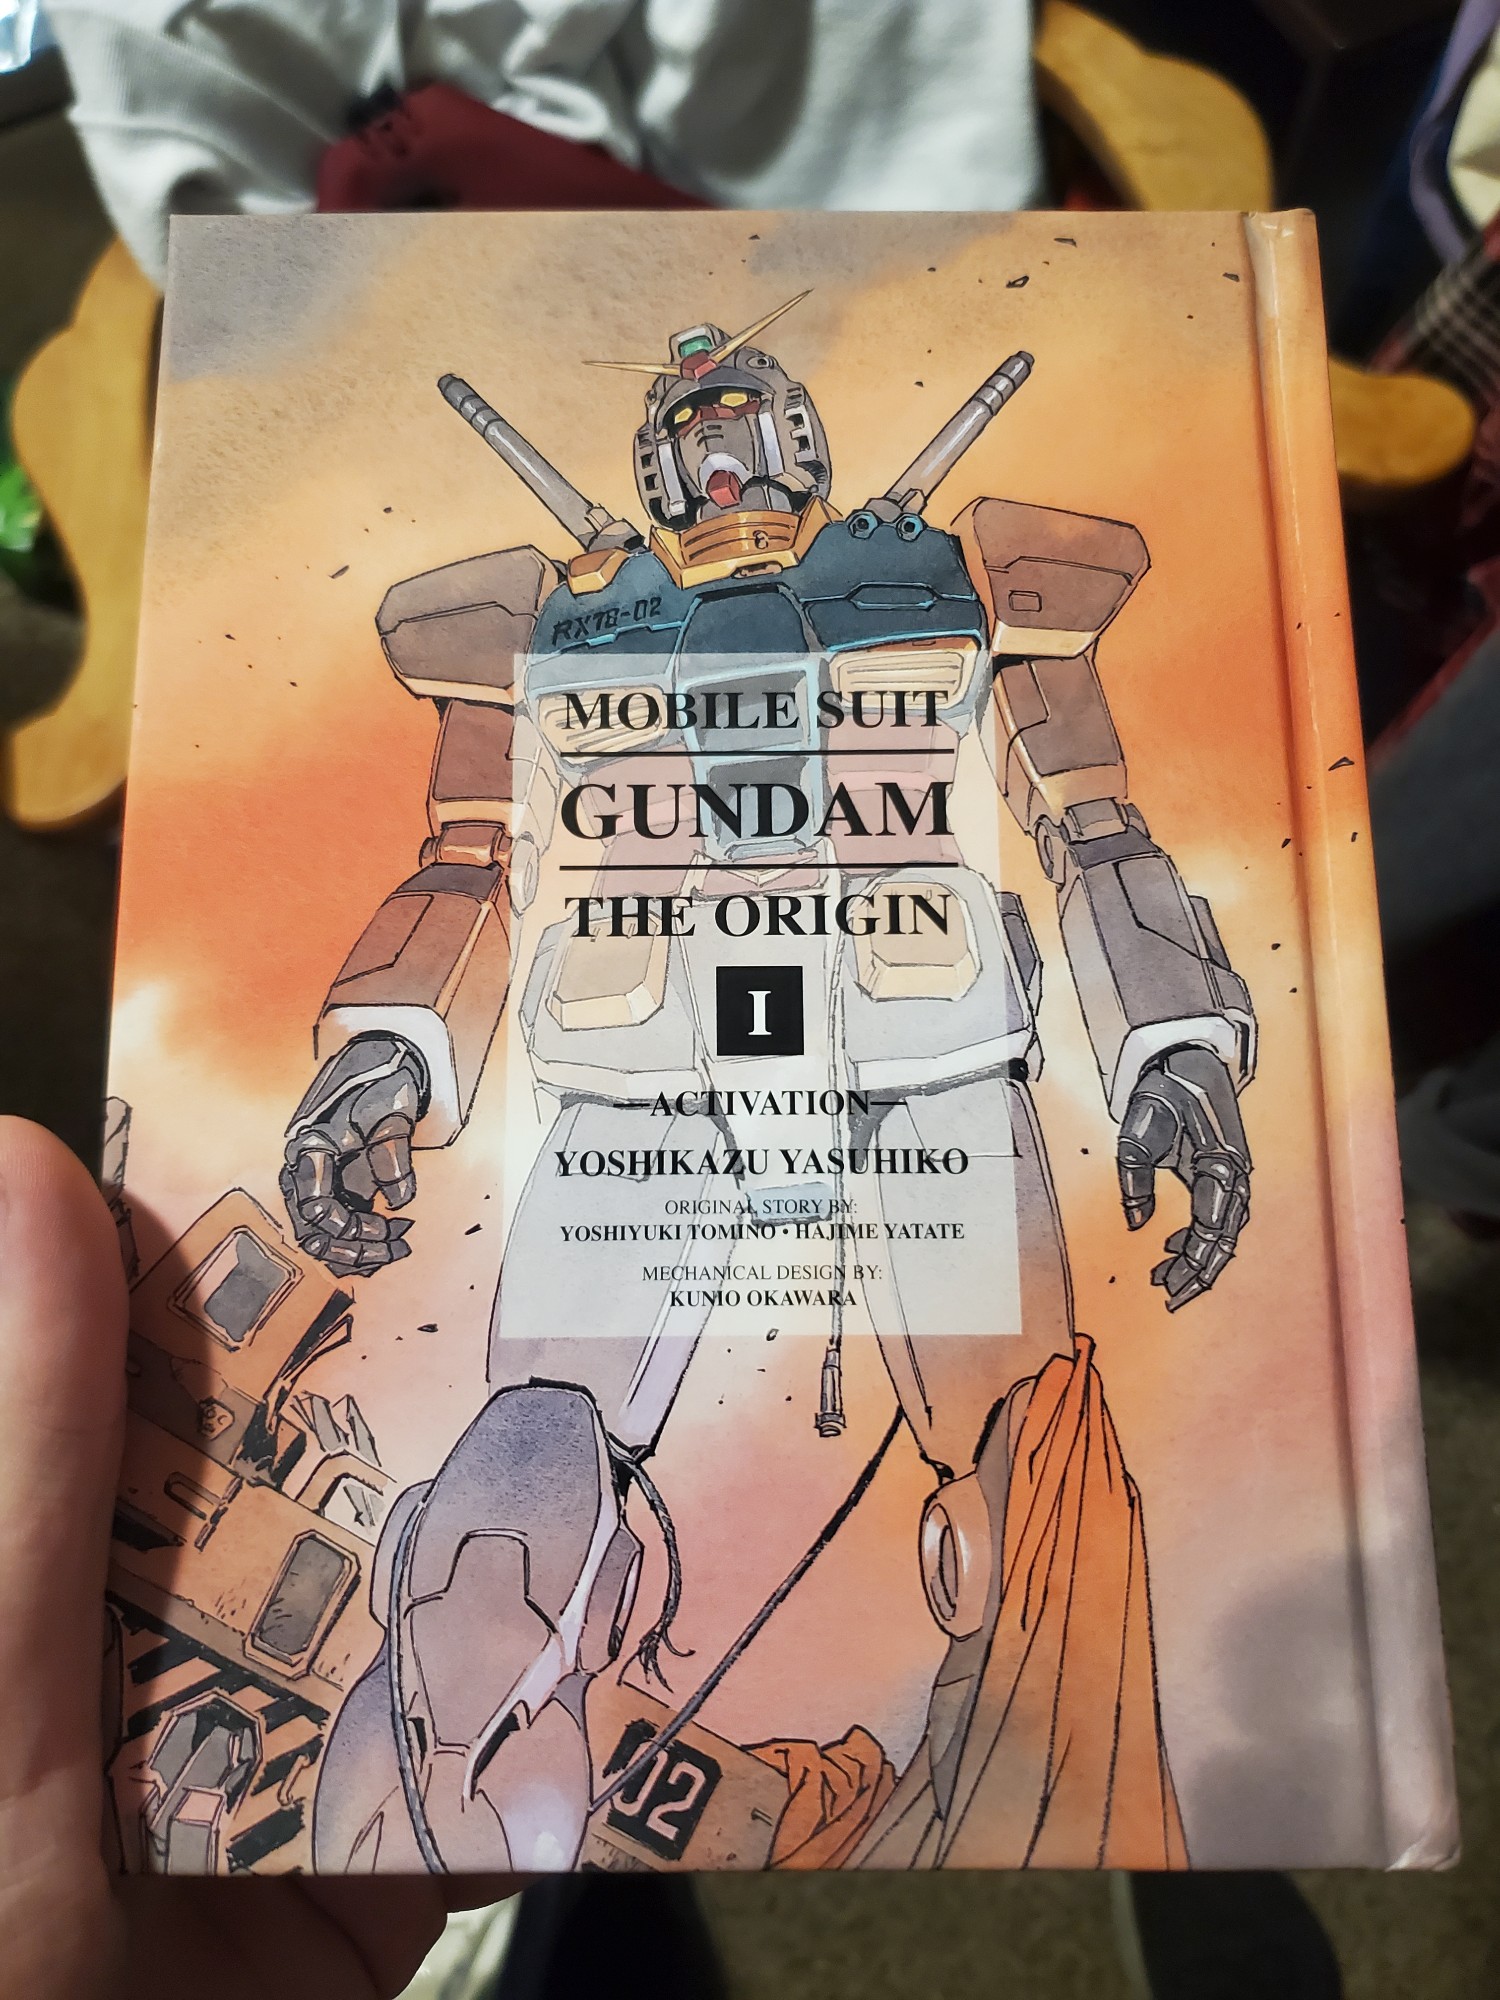 RX78-02
MOBILE SUIT
GUNDAM
THE ORIGIN
I
—ACTIVATION—
YOSHIKAZU YASUHIKO
ORIGINAL STORY BY:
YOSHIYUKI TOMINO • HAJIME YATATE
MECHANICAL DESIGN BY:
KUNIO OKAWARA
02